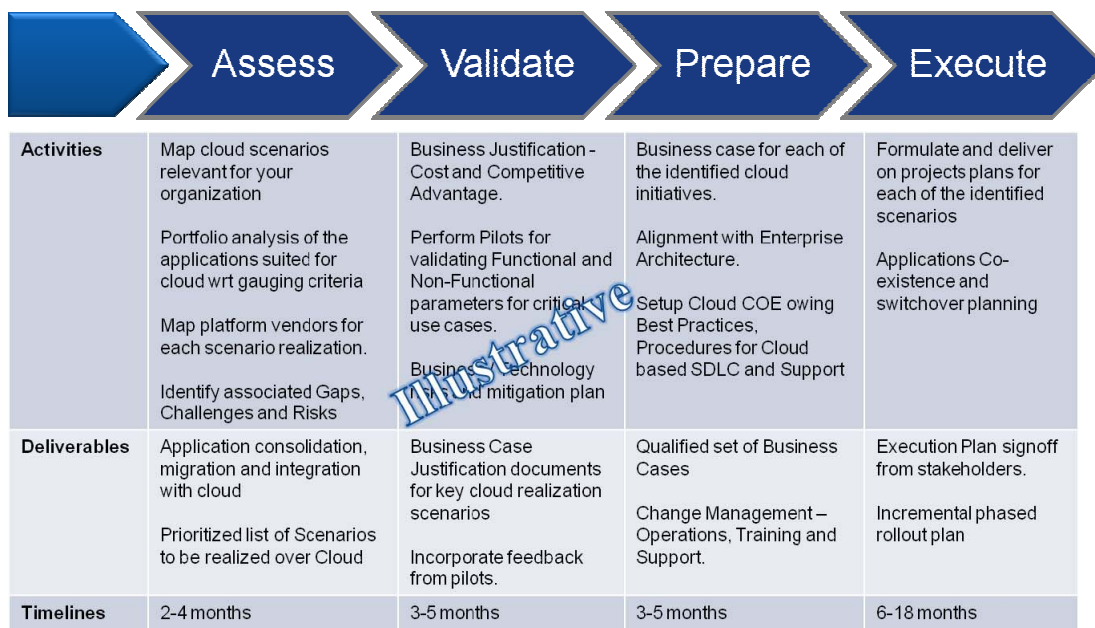 Assess
Validate
Prepare
Execute
Activities
Map cloud scenarios
relevant for your
organization
Portfolio analysis of the
applications suited for
cloud wrt gauging criteria
Map platform vendors for
each scenario realization.
Identify associated Gaps,
Challenges and Risks
Business Justification -
Cost and Competitive
Advantage.
Perform Pilots for
validating Functional and
Non-Functional
parameters for critical
use cases.
Business Technology
risks and mitigation plan
Business case for each of
the identified cloud
initiatives.
Alignment with Enterprise
Architecture.
Setup Cloud COE owing
Best Practices,
Procedures for Cloud
based SDLC and Support
Formulate and deliver
on projects plans for
each of the identified
scenarios
Applications Co-
existence and
switchover planning
Illustrative
Deliverables
Application consolidation,
migration and integration
with cloud
Prioritized list of Scenarios
to be realized over Cloud
Business Case
Justification documents
for key cloud realization
scenarios
Incorporate feedback
from pilots.
Qualified set of Business
Cases
Change Management –
Operations, Training and
Support.
Execution Plan signoff
from stakeholders.
Incremental phased
rollout plan
Timelines
2-4 months
3-5 months
3-5 months
6-18 months